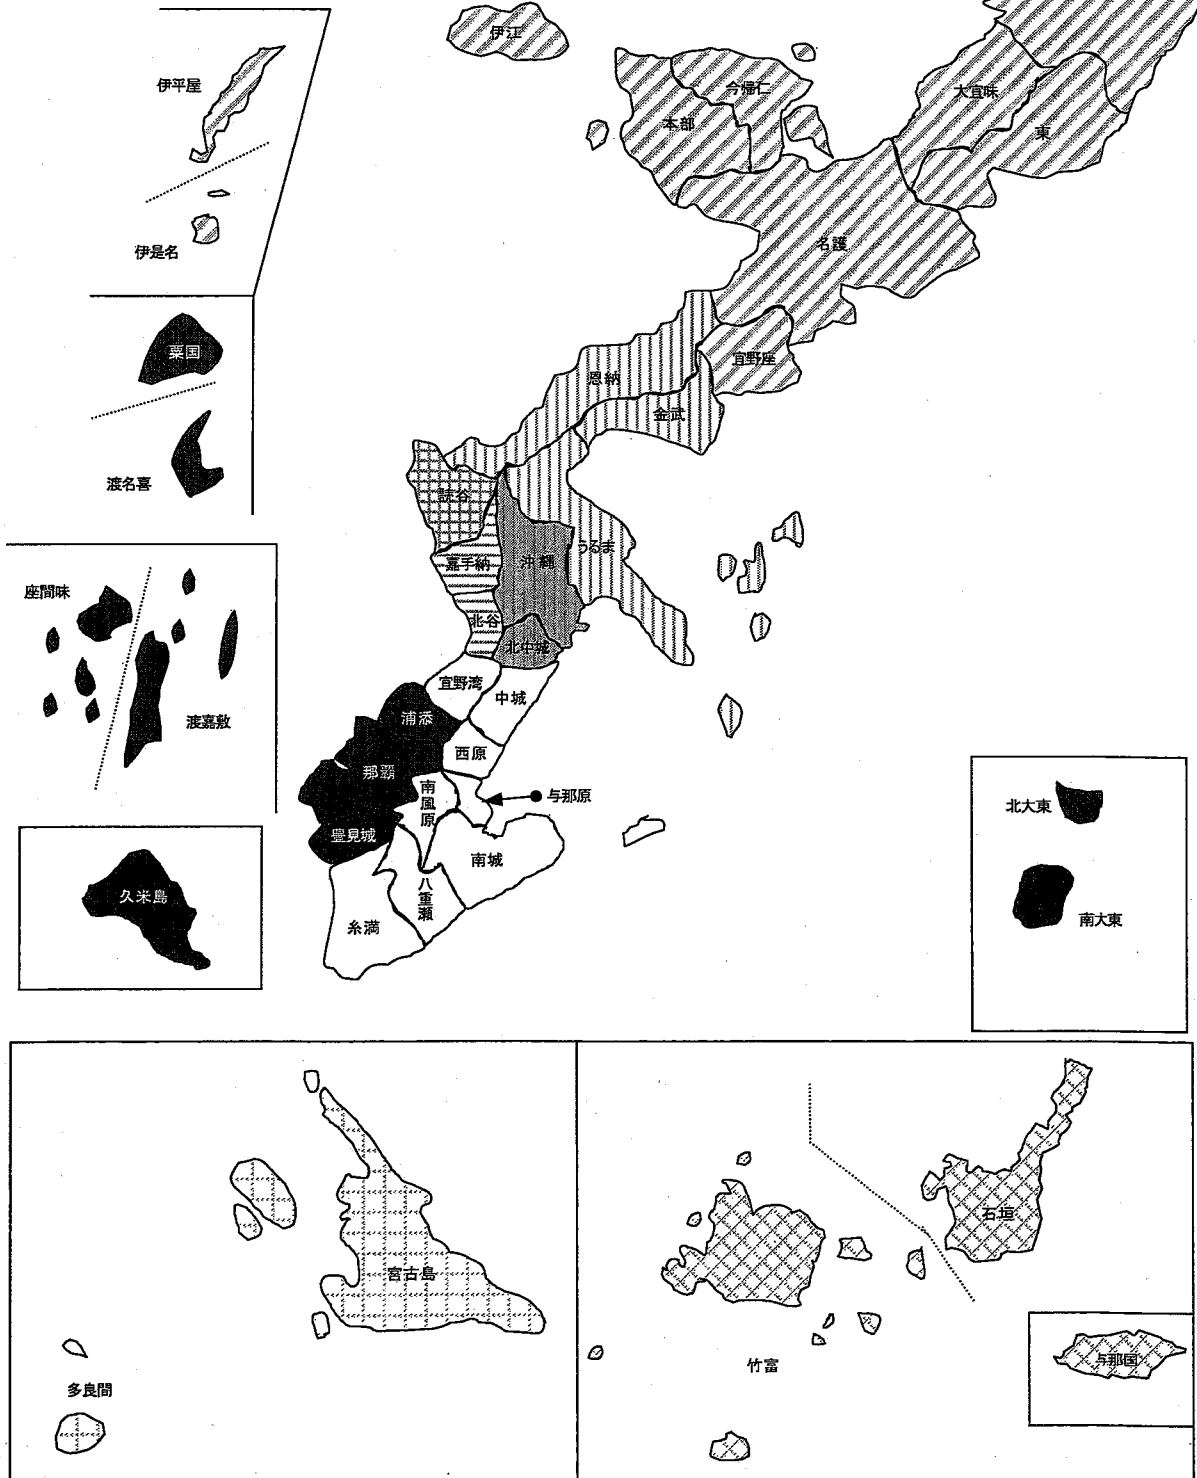 伊江
伊平屋
今帰仁
大宜味
本部
東
伊是名
名護
粟国
宜野座
恩納
金武
渡名喜
読谷
うるま
沖縄
嘉手納
座間味
北谷
北中城
宜野湾
中城
浦添
渡嘉敷
西原
那覇
南風原
与那原
北大東
豊見城
南城
久米島
八重瀬
南大東
糸満
石垣
宮古島
与那国
竹富
多良間